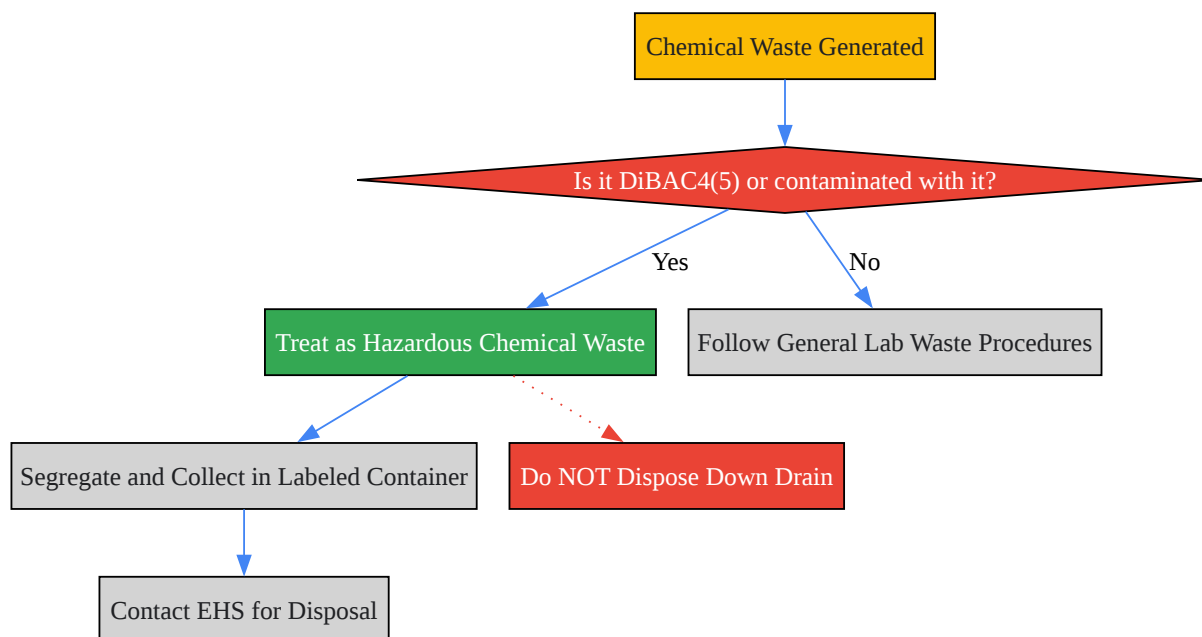 Chemical Waste Generated
Is it DiBAC4(5) or contaminated with it?
Yes
No
Treat as Hazardous Chemical Waste
Follow General Lab Waste Procedures
Segregate and Collect in Labeled Container
Do NOT Dispose Down Drain
Contact EHS for Disposal